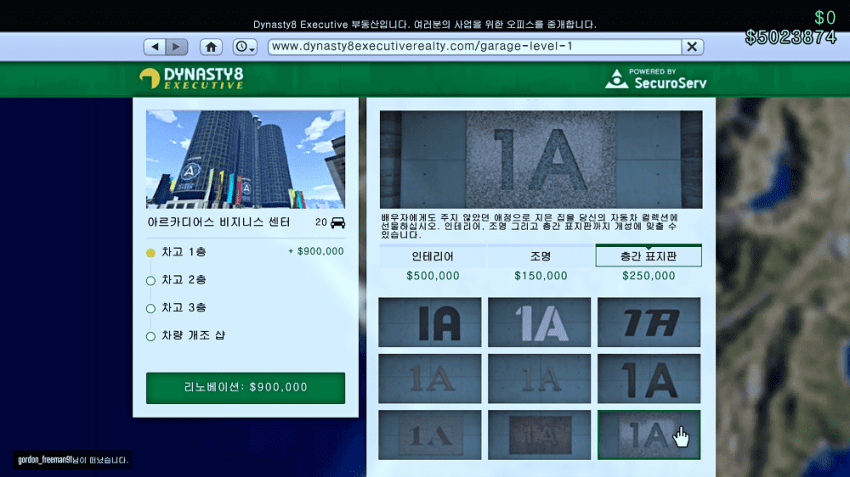 Dynasty8 Executive 부동산입니다. 여러분의 사업을 위한 오피스를 중개합니다.
$0
$5023874
www.dynasty8executiverealty.com/garage-level-1
DYNASTY8
EXECUTIVE
POWERED BY
SecuroServ
A
아르카디어스 비지니스 센터
20
차고 1층
+ $900,000
차고 2층
차고 3층
차량 개조 샵
리노베이션: $900,000
1A
배우자에게도 주지 않았던 애정으로 지은 집을 당신의 자동차 컬렉션에
선물하십시오. 인테리어, 조명 그리고 층간 표지판까지 개성에 맞출 수
있습니다.
인테리어
조명
층간 표지판
$500,000
$150,000
$250,000
1A
1A
1A
1A
1A
1A
1A
1A
1A
gordon_freeman91님이 떠났습니다.